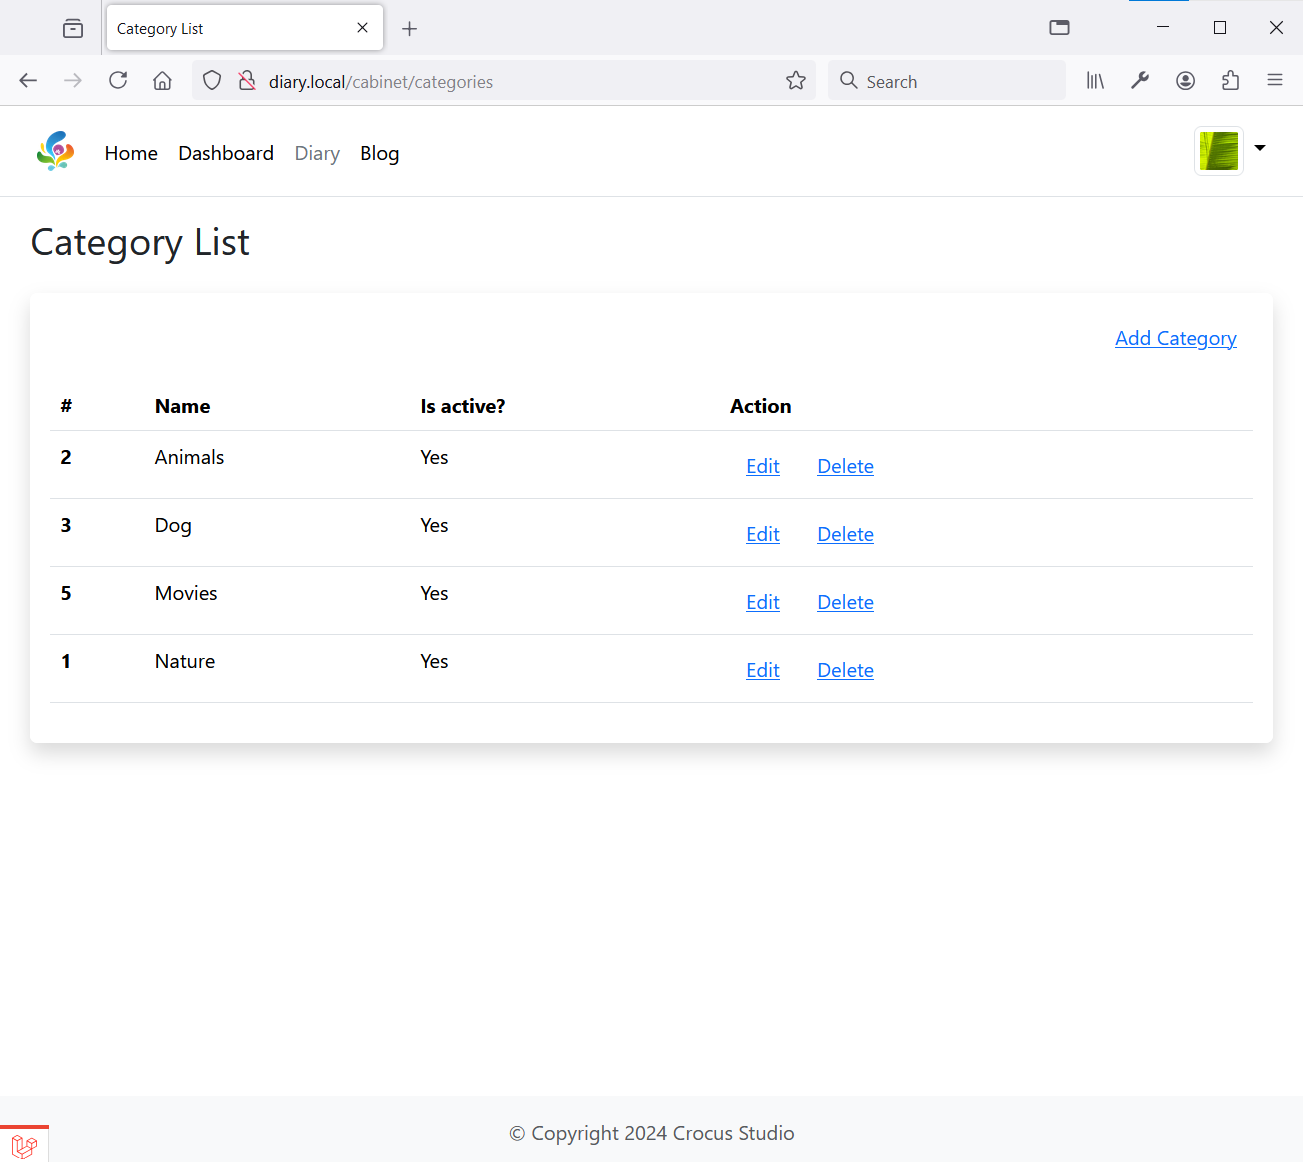 Category List
diary.local/cabinet/categories
Search
Home Dashboard Diary Blog
Category List
Add Category
# Name Is active? Action
2 Animals Yes Edit Delete
3 Dog Yes Edit Delete
5 Movies Yes Edit Delete
1 Nature Yes Edit Delete
© Copyright 2024 Crocus Studio